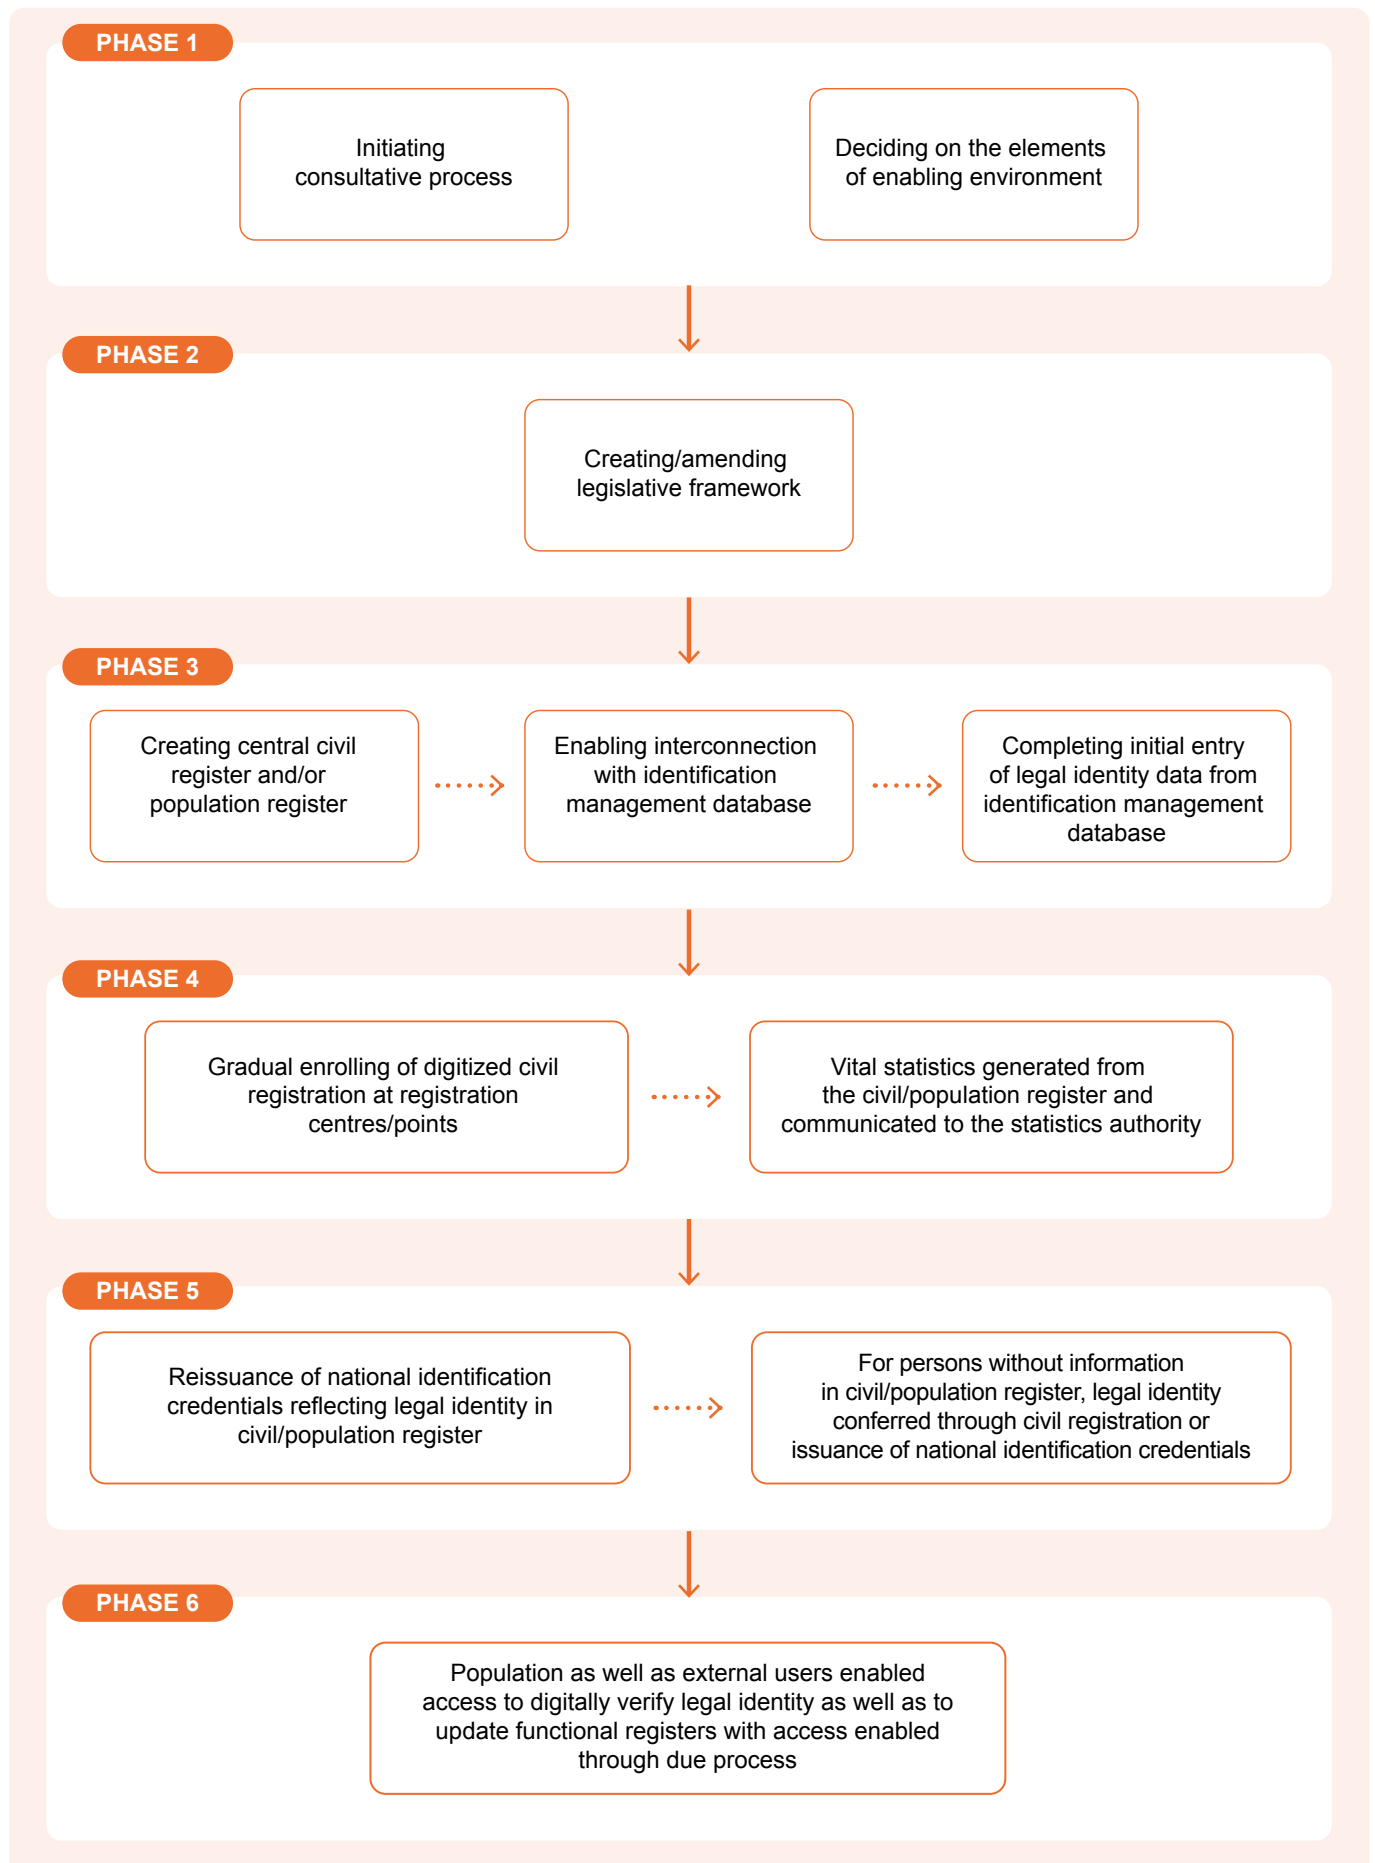 PHASE 1
Initiating
consultative process
Deciding on the elements
of enabling environment
PHASE 2
Creating/amending
legislative framework
PHASE 3
Creating central civil
register and/or
population register
Enabling interconnection
with identification
management database
Completing initial entry
of legal identity data from
identification management
database
PHASE 4
Gradual enrolling of digitized civil
registration at registration
centres/points
Vital statistics generated from
the civil/population register and
communicated to the statistics authority
PHASE 5
Reissuance of national identification
credentials reflecting legal identity in
civil/population register
For persons without information
in civil/population register, legal identity
conferred through civil registration or
issuance of national identification credentials
PHASE 6
Population as well as external users enabled
access to digitally verify legal identity as well as to
update functional registers with access enabled
through due process